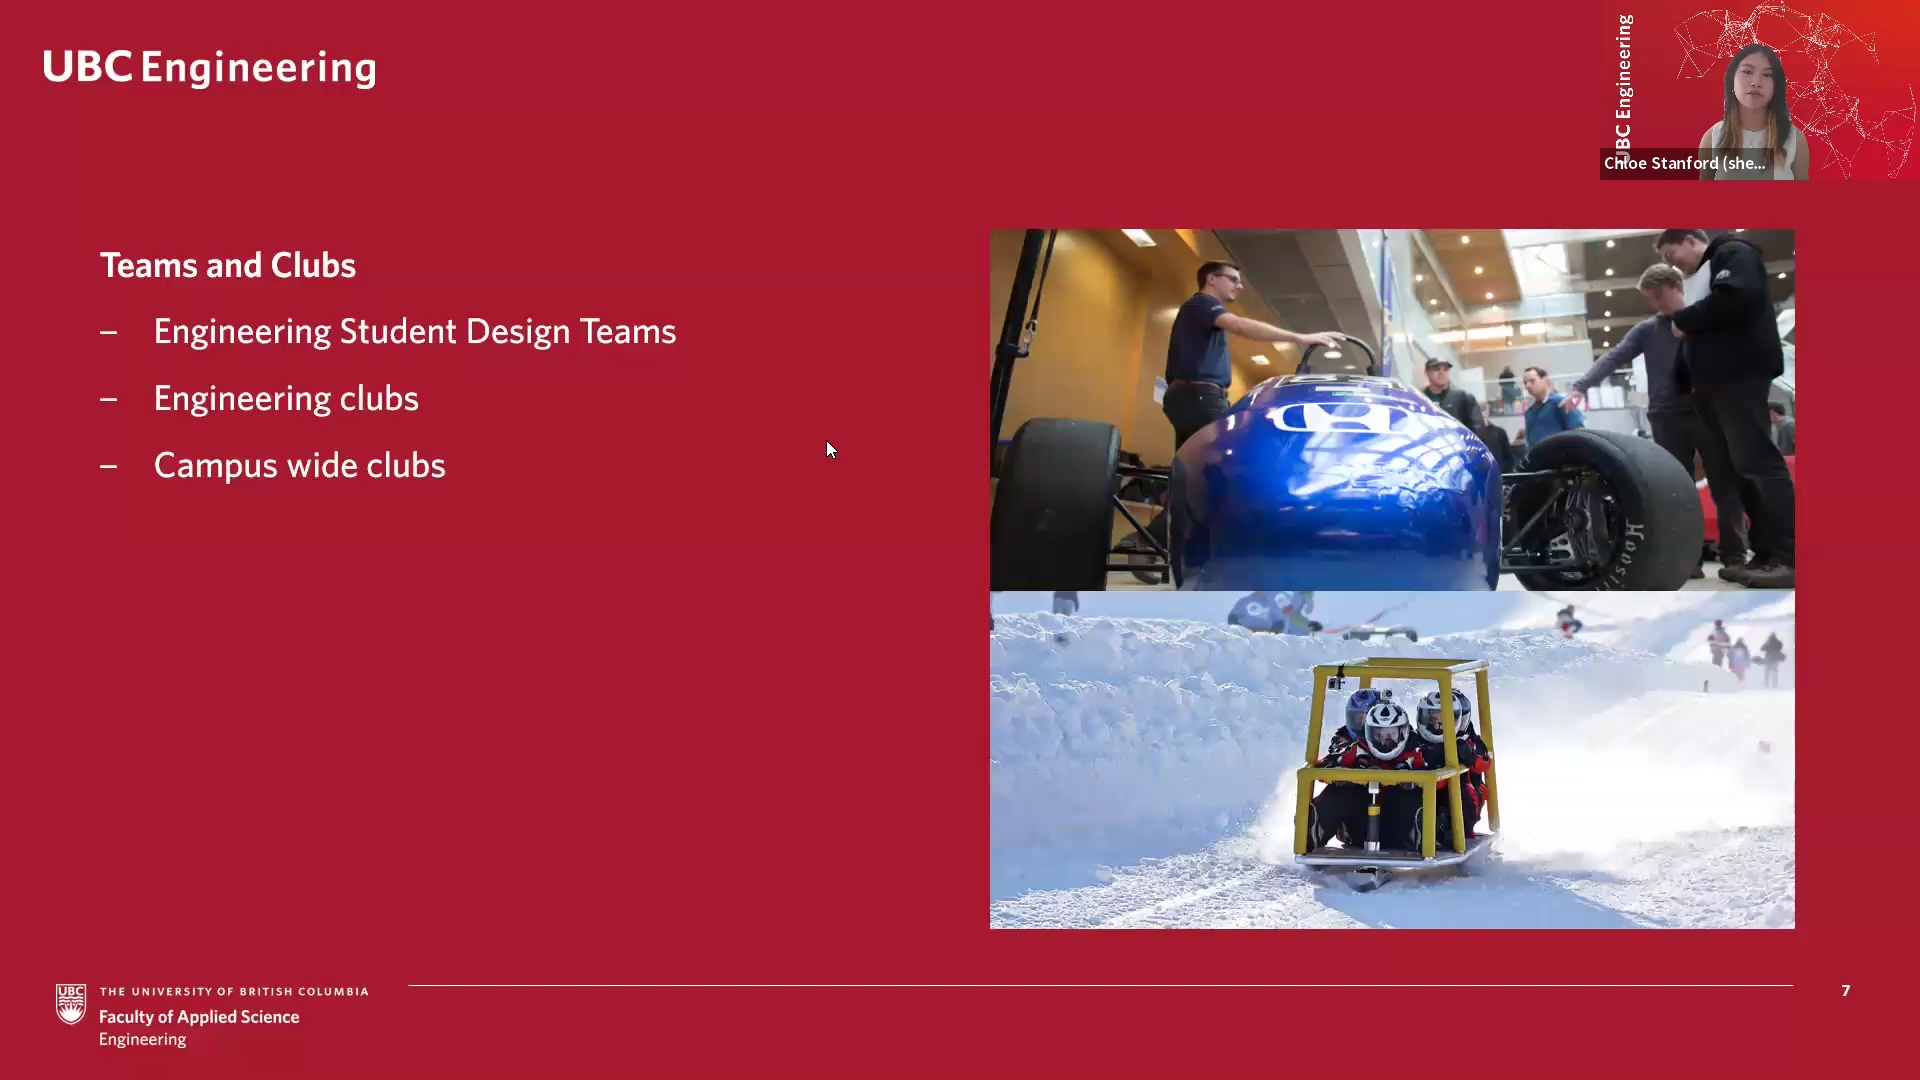 UBC Engineering
UBC Engineering
Chloe Stanford (she...
Teams and Clubs
– Engineering Student Design Teams
– Engineering clubs
– Campus wide clubs
UBC
THE UNIVERSITY OF BRITISH COLUMBIA
Faculty of Applied Science
Engineering
7